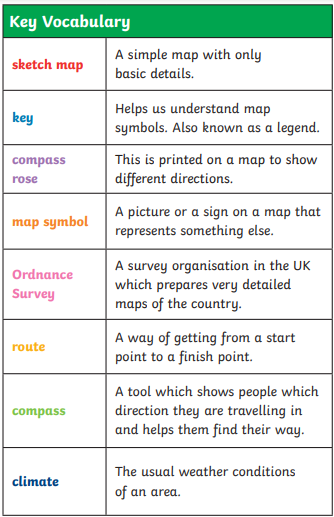 Key Vocabulary
sketch map
A simple map with only
basic details.
key
Helps us understand map
symbols. Also known as a legend.
compass
rose
This is printed on a map to show
different directions.
map symbol
A picture or a sign on a map that
represents something else.
Ordnance
Survey
A survey organisation in the UK
which prepares very detailed
maps of the country.
route
A way of getting from a start
point to a finish point.
compass
A tool which shows people which
direction they are travelling in
and helps them find their way.
climate
The usual weather conditions
of an area.